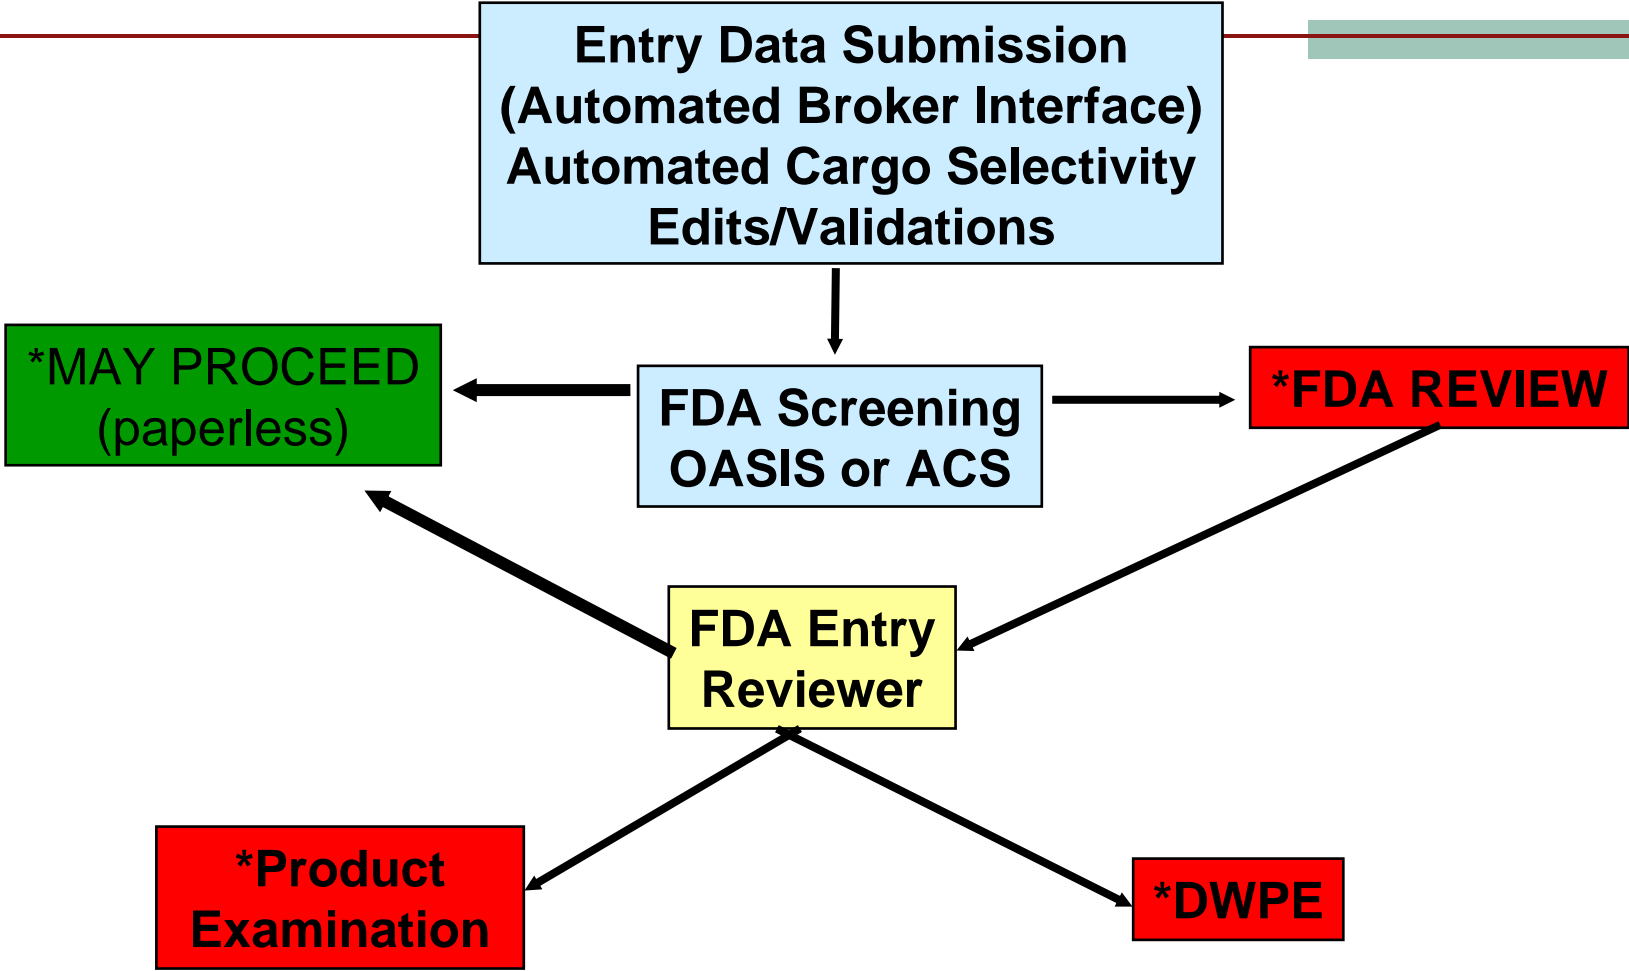 Entry Data Submission
(Automated Broker Interface)
Automated Cargo Selectivity
Edits/Validations
*MAY PROCEED
(paperless)
FDA Screening
OASIS or ACS
*FDA REVIEW
FDA Entry
Reviewer
*Product
Examination
*DWPE